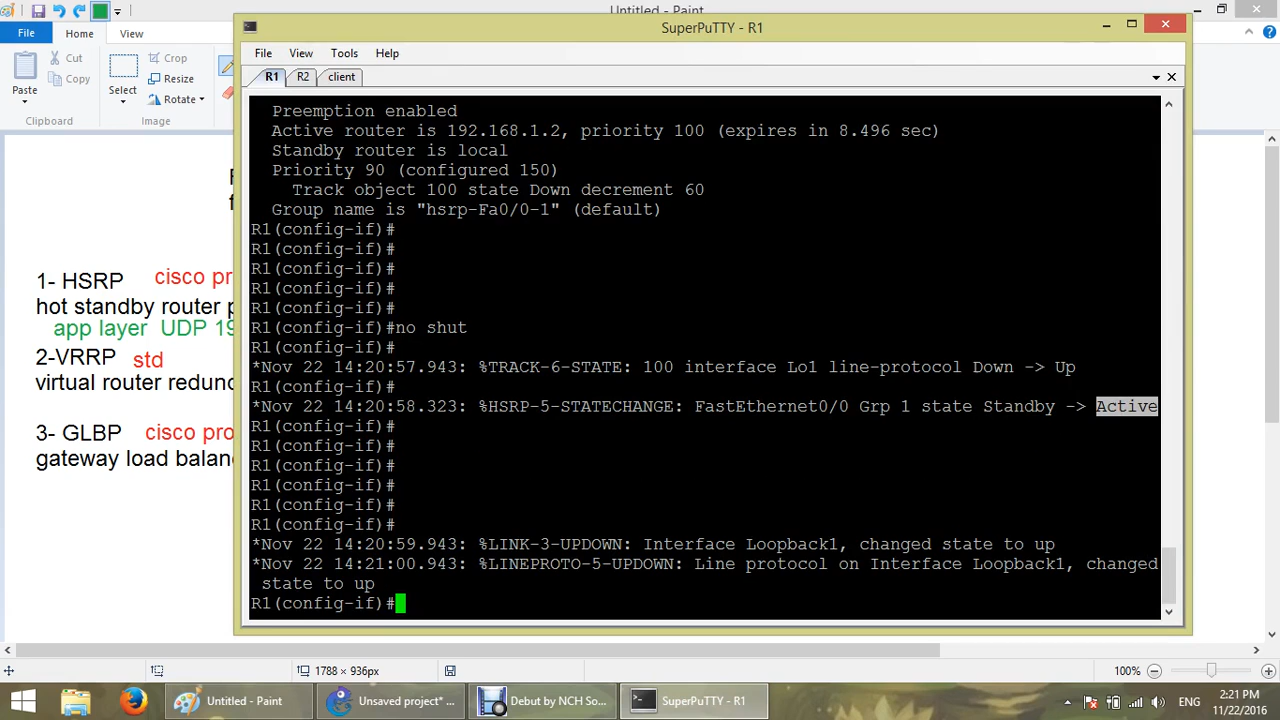 Untitled - Paint
File
Home
View
Paste
Cut
Copy
Clipboard
Select
Crop
Resize
Rotate
Image
SuperPuTTY - R1
File View Tools Help
R1 R2 client
Preemption enabled
Active router is 192.168.1.2, priority 100 (expires in 8.496 sec)
Standby router is local
Priority 90 (configured 150)
Track object 100 state Down decrement 60
Group name is "hsrp-Fa0/0-1" (default)
R1(config-if)#
R1(config-if)#
R1(config-if)#
R1(config-if)#
R1(config-if)#
R1(config-if)#no shut
R1(config-if)#
*Nov 22 14:20:57.943: %TRACK-6-STATE: 100 interface Lo1 line-protocol Down -> Up
R1(config-if)#
*Nov 22 14:20:58.323: %HSRP-5-STATECHANGE: FastEthernet0/0 Grp 1 state Standby -> Active
R1(config-if)#
R1(config-if)#
R1(config-if)#
R1(config-if)#
R1(config-if)#
R1(config-if)#
*Nov 22 14:20:59.943: %LINK-3-UPDOWN: Interface Loopback1, changed state to up
*Nov 22 14:21:00.943: %LINEPROTO-5-UPDOWN: Line protocol on Interface Loopback1, changed
state to up
R1(config-if)#
1- HSRP cisco pr
hot standby router p
app layer UDP 19
2-VRRP std
virtual router redun
3- GLBP cisco pro
gateway load balan
1788 × 936px
100%
Untitled - Paint
Unsaved project* ...
Debut by NCH So...
SuperPuTTY - R1
ENG
2:21 PM
11/22/2016